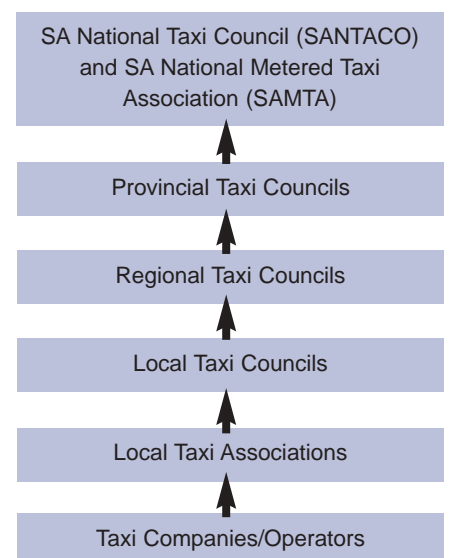 SA National Taxi Council (SANTACO)
and SA National Metered Taxi
Association (SAMTA)
Provincial Taxi Councils
Regional Taxi Councils
Local Taxi Councils
Local Taxi Associations
Taxi Companies/Operators